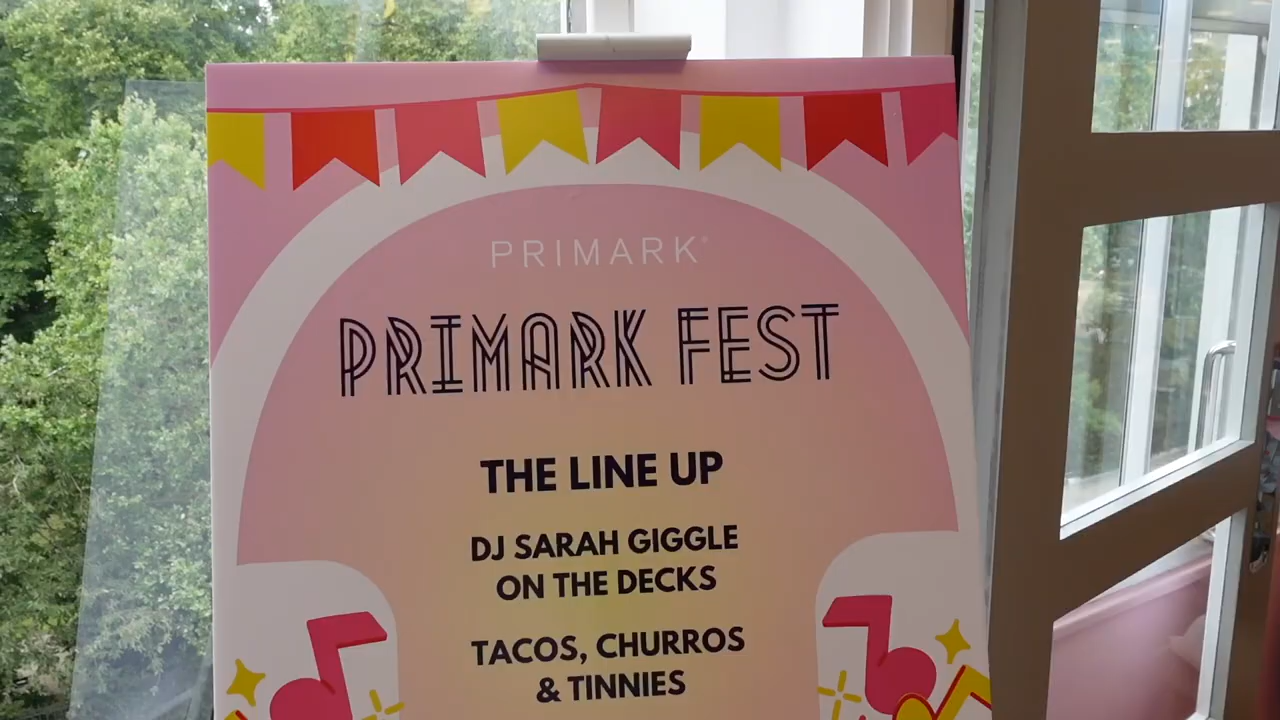 PRIMARK®
PRIMARK FEST
THE LINE UP
DJ SARAH GIGGLE
ON THE DECKS
TACOS, CHURROS
& TINNIES